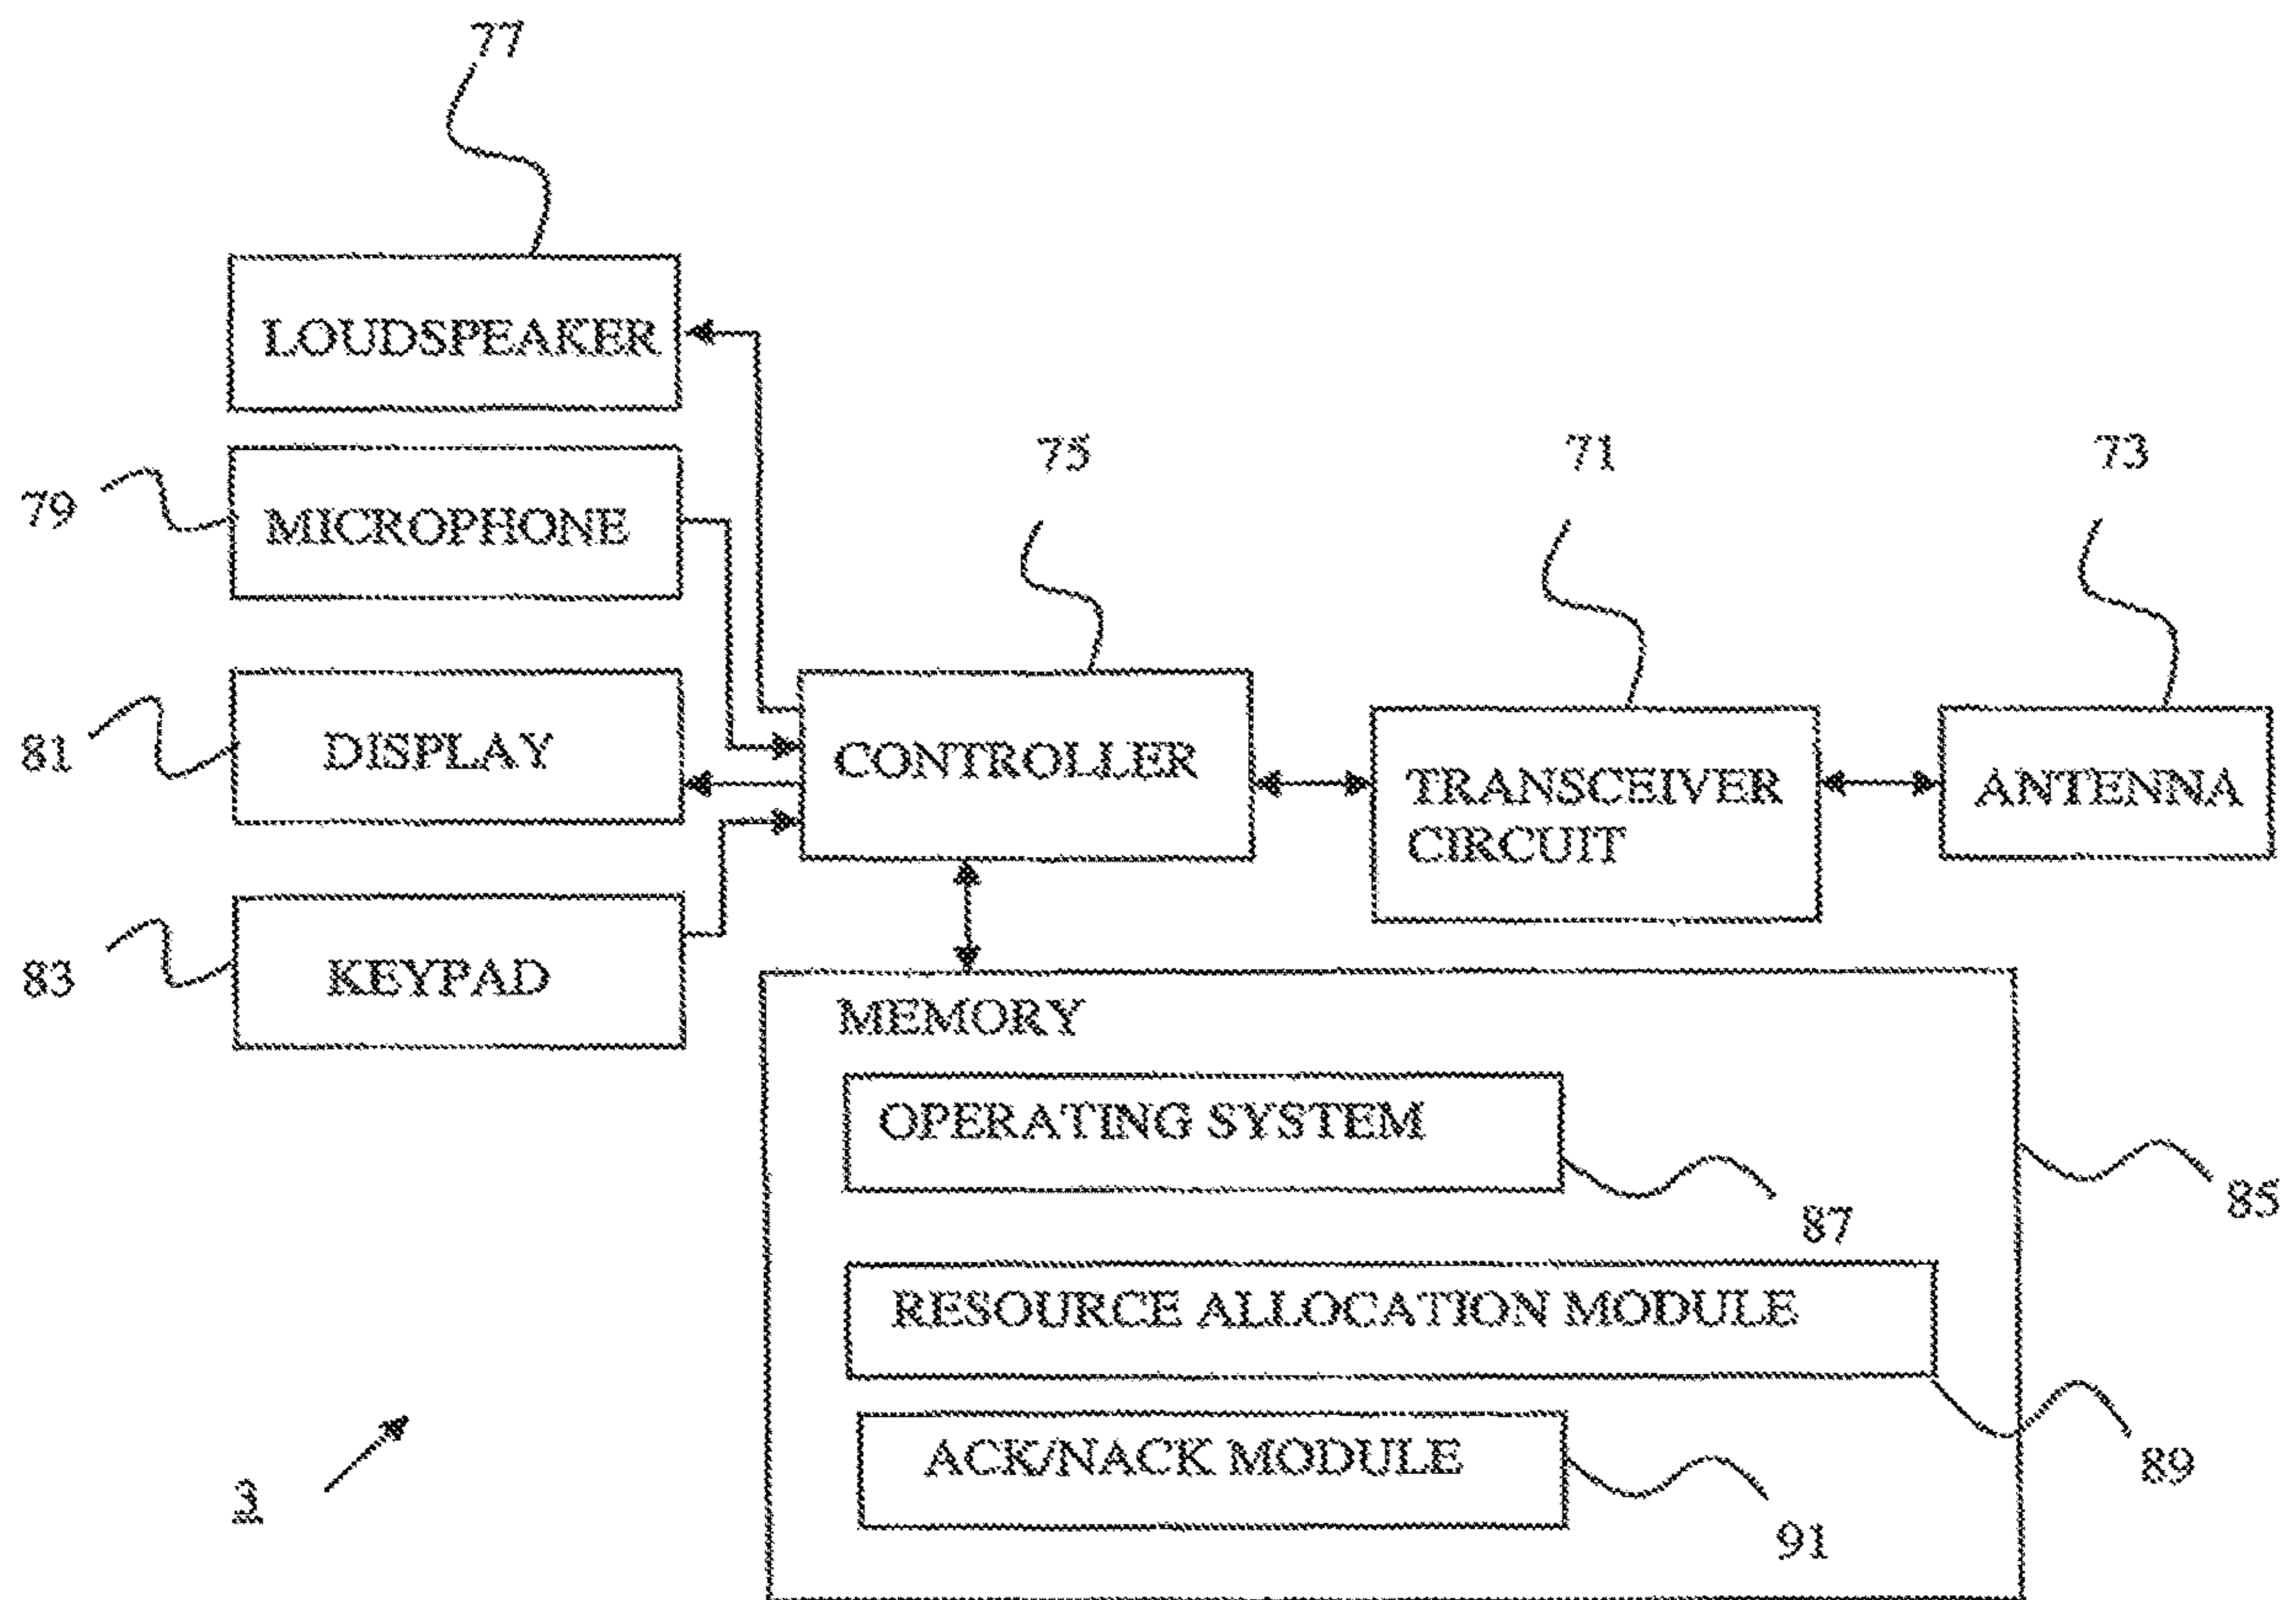 77
LOUDSPEAKER
75
71
73
79
MICROPHONE
81
DISPLAY
CONTROLLER
TRANSCEIVER
CIRCUIT
ANTENNA
83
KEYPAD
MEMORY
OPERATING SYSTEM
85
87
RESOURCE ALLOCATION MODULE
ACK/NACK MODULE
89
3
91